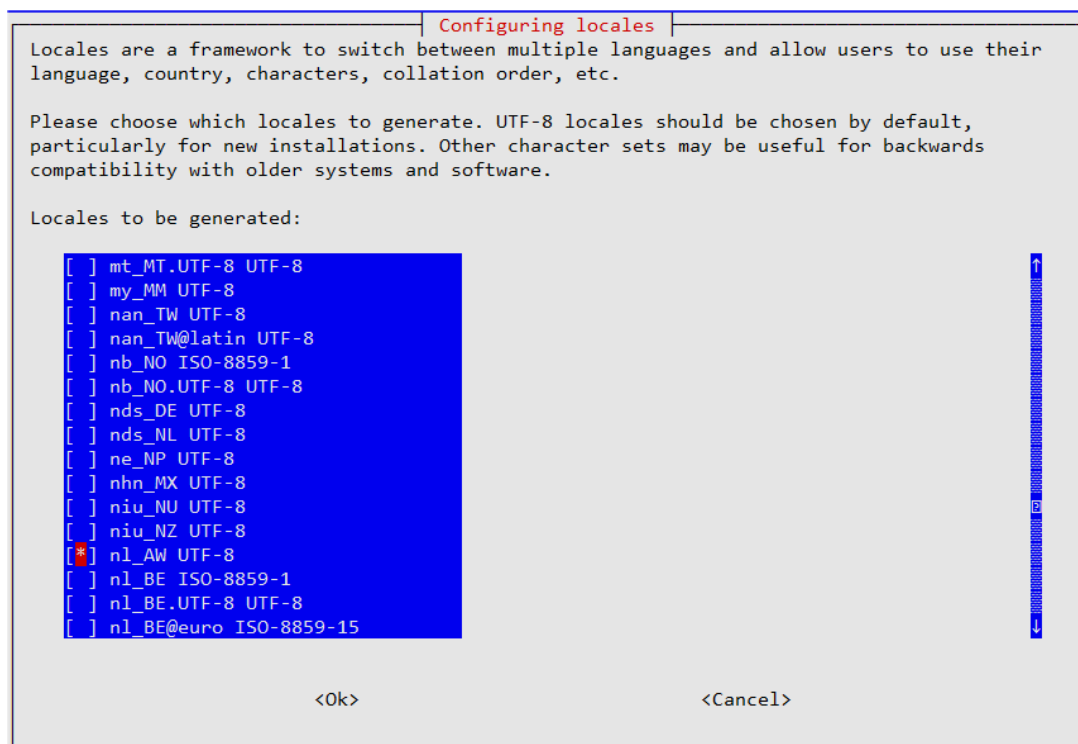 Configuring locales
Locales are a framework to switch between multiple languages and allow users to use their
language, country, characters, collation order, etc.
Please choose which locales to generate. UTF-8 locales should be chosen by default,
particularly for new installations. Other character sets may be useful for backwards
compatibility with older systems and software.
Locales to be generated:
[ ] mt_MT.UTF-8 UTF-8
[ ] my_MM UTF-8
[ ] nan_TW UTF-8
[ ] nan_TW@latin UTF-8
[ ] nb_NO ISO-8859-1
[ ] nb_NO.UTF-8 UTF-8
[ ] nds_DE UTF-8
[ ] nds_NL UTF-8
[ ] ne_NP UTF-8
[ ] nhn_MX UTF-8
[ ] niu_NU UTF-8
[ ] niu_NZ UTF-8
[*] nl_AW UTF-8
[ ] nl_BE ISO-8859-1
[ ] nl_BE.UTF-8 UTF-8
[ ] nl_BE@euro ISO-8859-15
<Ok> <Cancel>